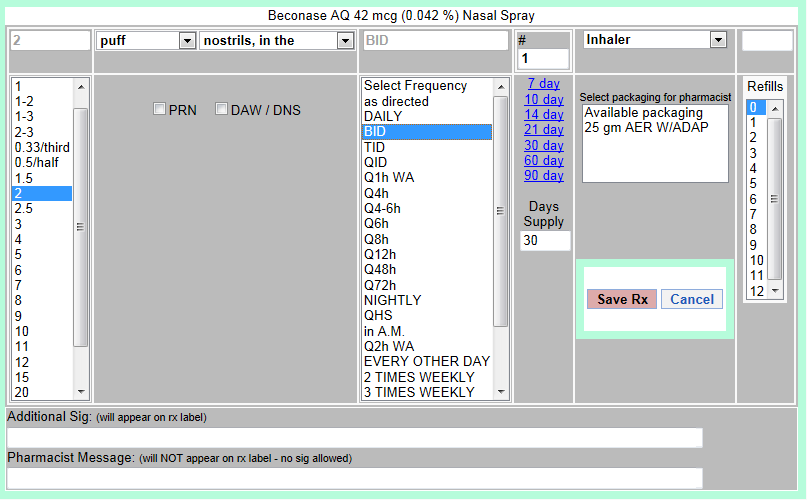 Beconase AQ 42 mcg (0.042 %) Nasal Spray
2
puff
nostrils, in the
BID
#
1
Inhaler
1
1-2
1-3
2-3
0.33/third
0.5/half
1.5
2
2.5
3
4
5
6
7
8
9
10
11
12
15
20
PRN
DAW / DNS
Select Frequency
as directed
DAILY
BID
TID
QID
Q1h WA
Q4h
Q4-6h
Q6h
Q8h
Q12h
Q48h
Q72h
NIGHTLY
QHS
in A.M.
Q2h WA
EVERY OTHER DAY
2 TIMES WEEKLY
3 TIMES WEEKLY
7 day
10 day
14 day
21 day
30 day
60 day
90 day
Days
Supply
30
Select packaging for pharmacist
Available packaging
25 gm AER W/ADAP
Save Rx
Cancel
Refills
0
1
2
3
4
5
6
7
8
9
10
11
12
Additional Sig: (will appear on rx label)
Pharmacist Message: (will NOT appear on rx label - no sig allowed)